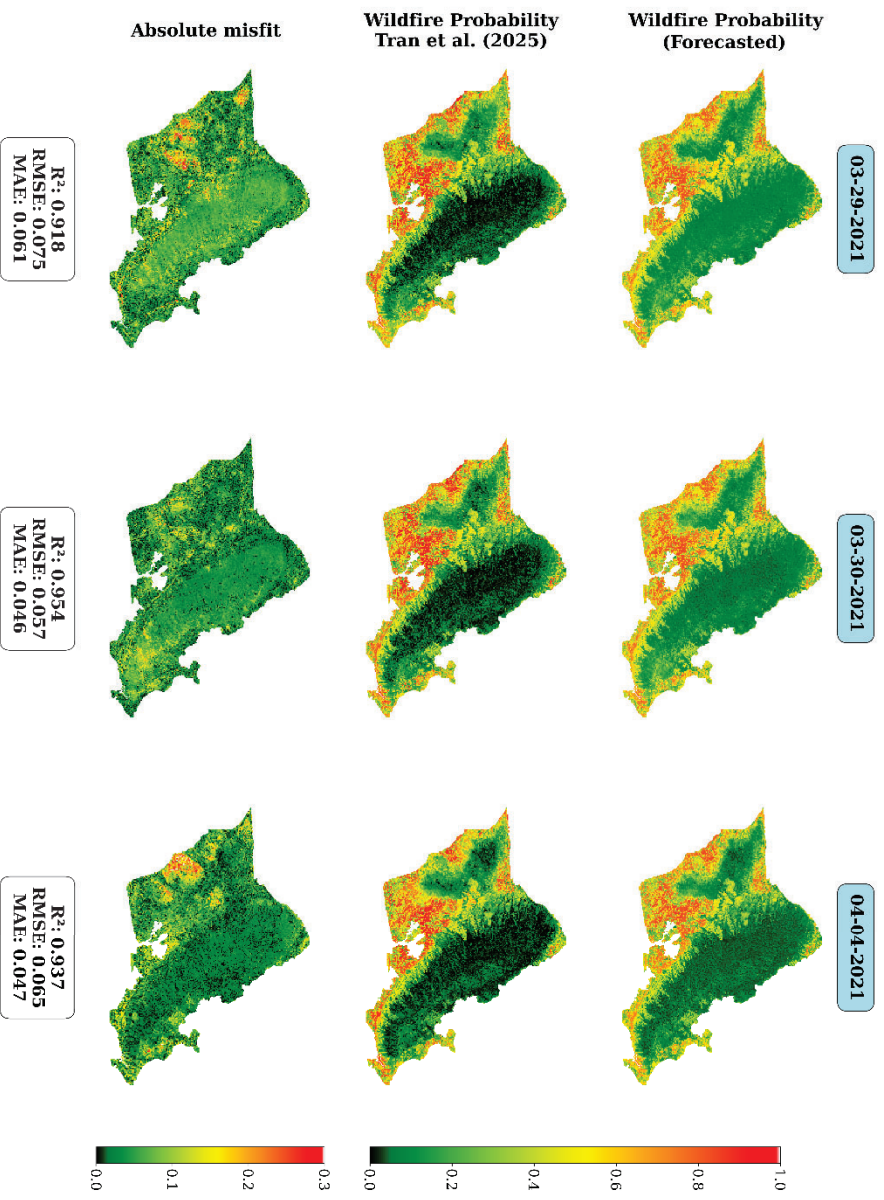 03-29-2021
03-30-2021
04-04-2021
Wildfire Probability
(Forecasted)
Wildfire Probability
Tran et al. (2025)
1.0
0.8
0.6
0.4
0.2
0.0
Absolute misfit
0.3
0.2
0.1
0.0
R²: 0.918
RMSE: 0.075
MAE: 0.061
R²: 0.954
RMSE: 0.057
MAE: 0.046
R²: 0.937
RMSE: 0.065
MAE: 0.047